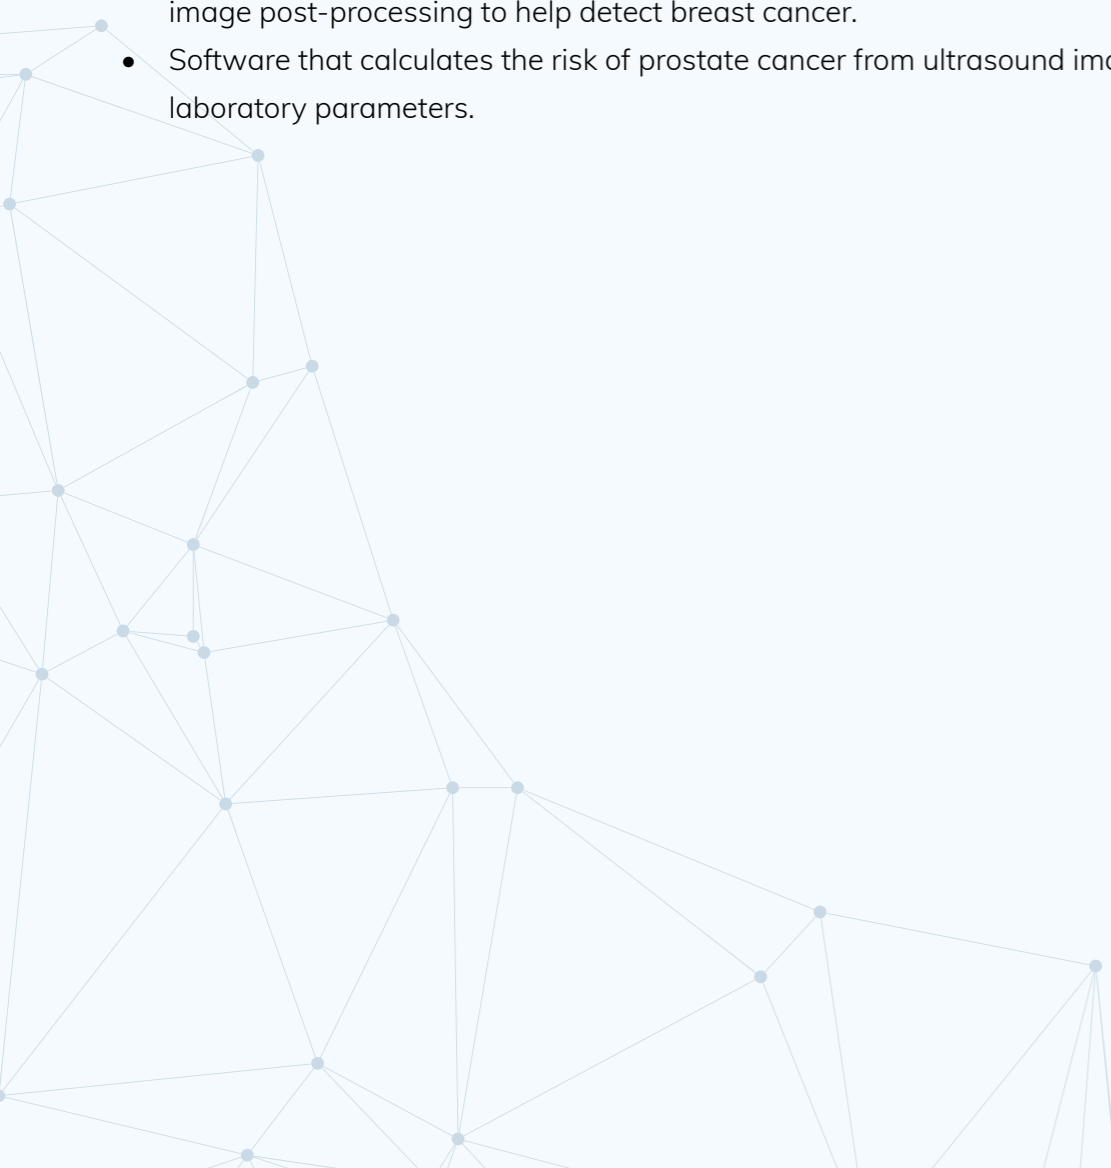 image post-processing to help detect breast cancer.
• Software that calculates the risk of prostate cancer from ultrasound
laboratory parameters.